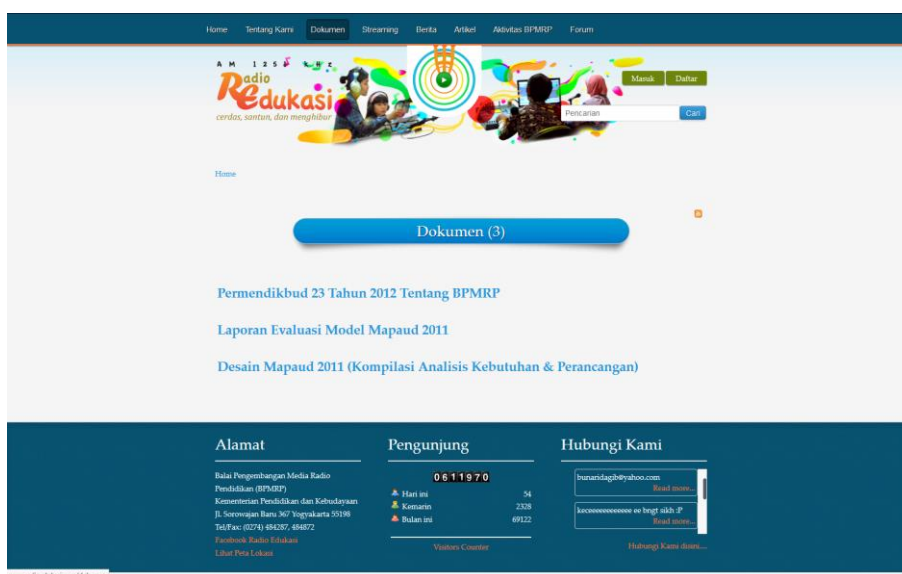 Home Tentang Kami Dokumen Streaming Berita Artikel Aktivitas BPMRP Forum
AM 1258 kHz
Radio
Edukasi
cerdas, santun, dan menghibur
Masuk Daftar
Pencarian Cari
Home
Dokumen (3)
Permendikbud 23 Tahun 2012 Tentang BPMRP
Laporan Evaluasi Model Mapaud 2011
Desain Mapaud 2011 (Kompilasi Analisis Kebutuhan & Perancangan)
Alamat
Balai Pengembangan Media Radio
Pendidikan (BPMRP)
Kementerian Pendidikan dan Kebudayaan
Jl. Sorowajan Baru 367 Yogyakarta 55198
Tel/Fax: (0274) 484287, 484872
Facebook Radio Edukasi
Lihat Peta Lokasi
Pengunjung
0611970
Hari ini 54
Kemarin 2328
Bulan ini 69122
Visitors Counter
Hubungi Kami
bunaridagib@yahoo.com
Read more...
keceeeeeeeeeeee ee bngt sikh :P
Read more...
Hubungi Kami disini....